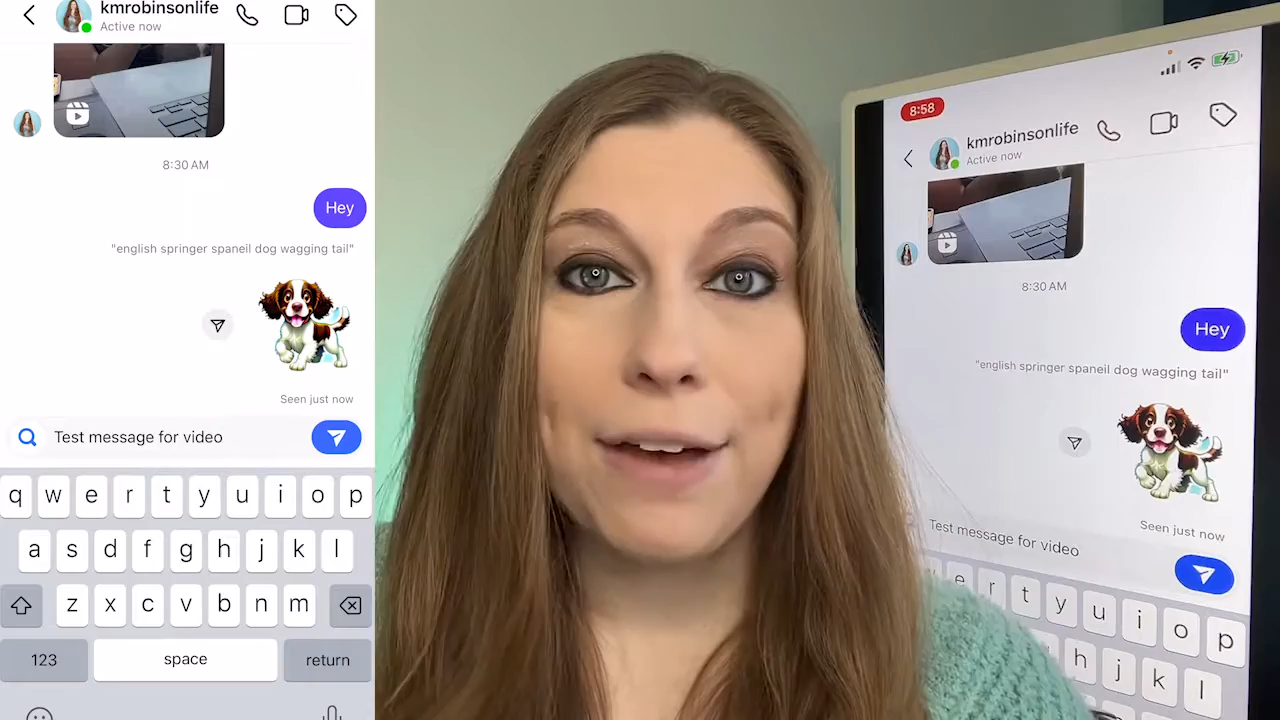 kmrobinsonlife
Active now
8:30 AM
Hey
"english springer spaneil dog wagging tail"
Seen just now
Test message for video
q w e r t y u i o p
a s d f g h j k l
z x c v b n m
123 space return
8:58
kmrobinsonlife
Active now
8:30 AM
Hey
"english springer spaneil dog wagging tail"
Seen just now
Test message for video
e r t y u i o p
h j k l